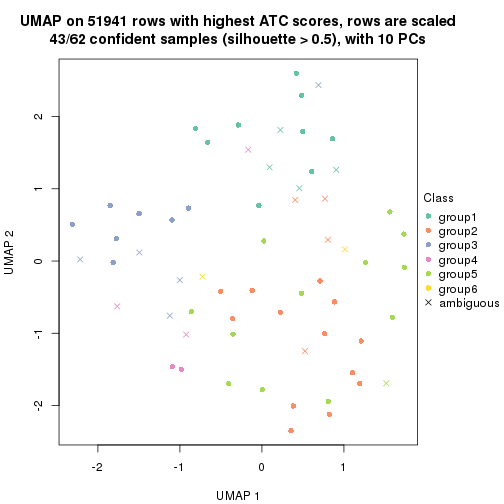 UMAP on 51941 rows with highest ATC scores, rows are scaled
43/62 confident samples (silhouette > 0.5), with 10 PCs
2
1
0
-1
-2
UMAP 2
-2
-1
0
1
UMAP 1
Class
group1
group2
group3
group4
group5
group6
ambiguous